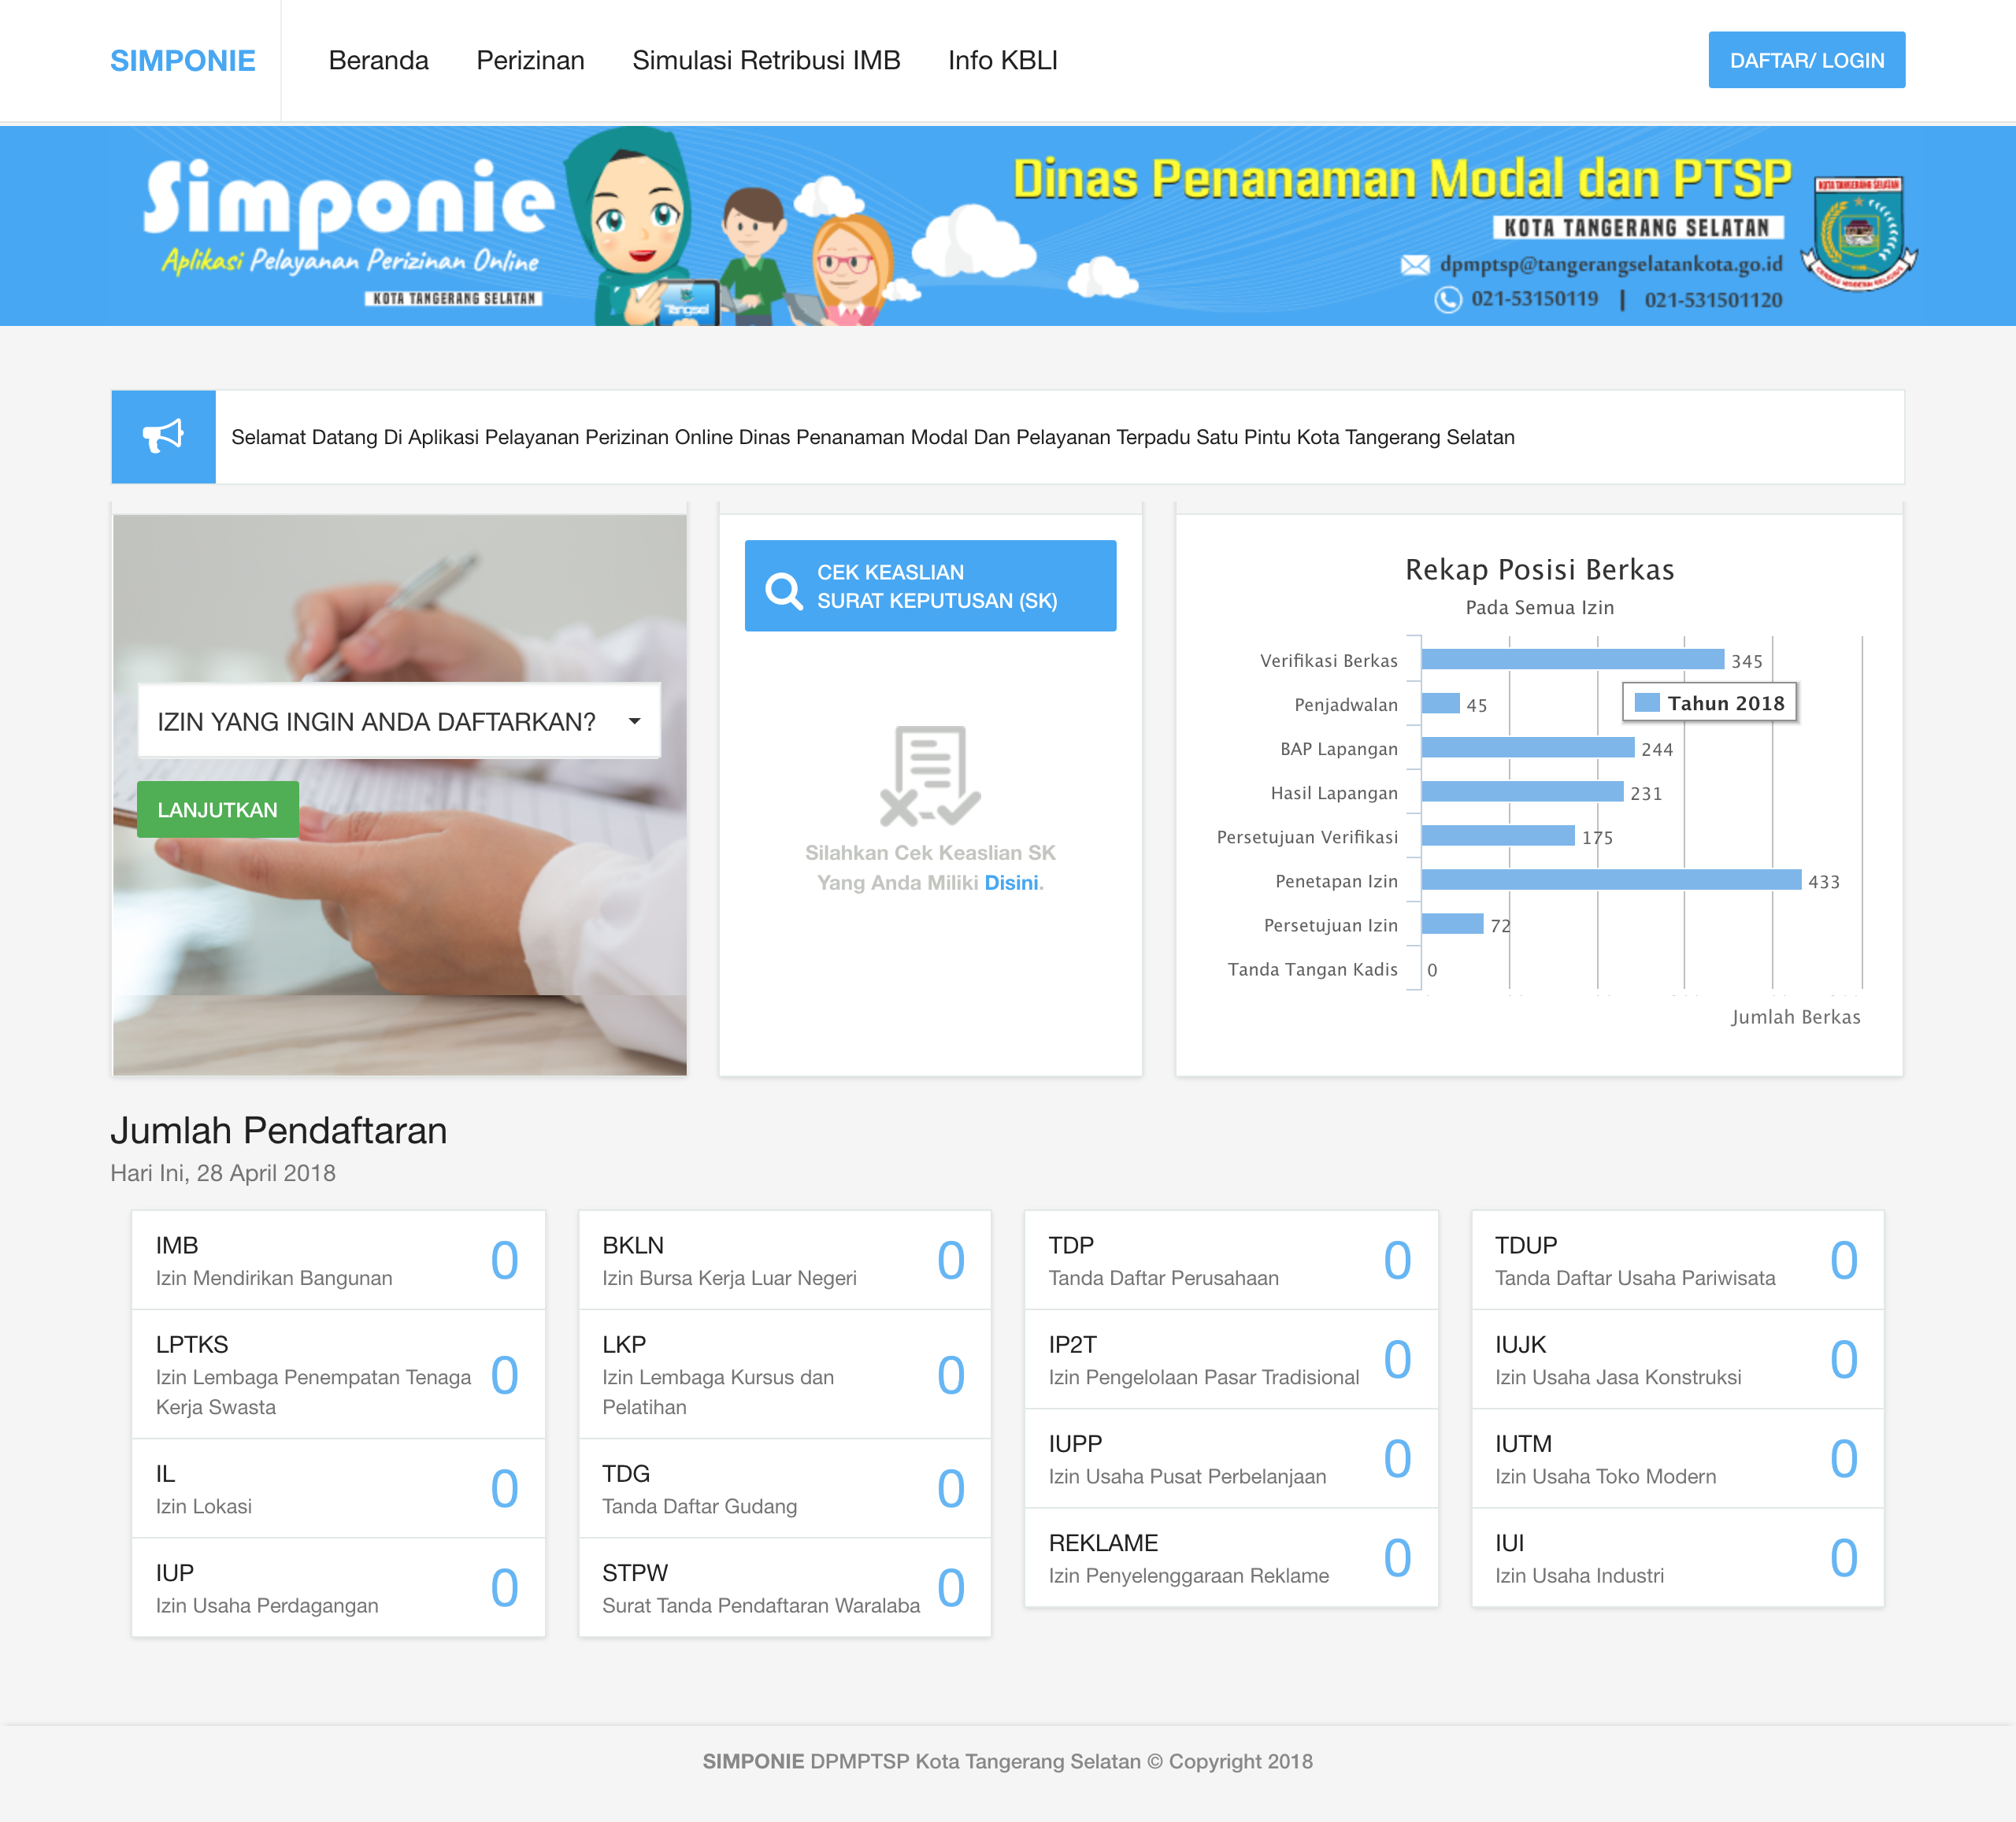 SIMPONIE
Beranda
Perizinan
Simulasi Retribusi IMB
Info KBLI
DAFTAR/ LOGIN
Simponie
Aplikasi Pelayanan Perizinan Online
KOTA TANGERANG SELATAN
Tangsel
Dinas Penanaman Modal dan PTSP
KOTA TANGERANG SELATAN
dpmptsp@tangerangselatankota.go.id
021-53150119 | 021-531501120
KOTA TANGERANG SELATAN
Selamat Datang Di Aplikasi Pelayanan Perizinan Online Dinas Penanaman Modal Dan Pelayanan Terpadu Satu Pintu Kota Tangerang Selatan
IZIN YANG INGIN ANDA DAFTARKAN?
LANJUTKAN
CEK KEASLIAN
SURAT KEPUTUSAN (SK)
Silahkan Cek Keaslian SK
Yang Anda Miliki Disini.
Rekap Posisi Berkas
Pada Semua Izin
Verifikasi Berkas 345
Penjadwalan 45
Tahun 2018
BAP Lapangan 244
Hasil Lapangan 231
Persetujuan Verifikasi 175
Penetapan Izin 433
Persetujuan Izin 72
Tanda Tangan Kadis 0
Jumlah Berkas
Jumlah Pendaftaran
Hari Ini, 28 April 2018
IMB
Izin Mendirikan Bangunan
0
LPTKS
Izin Lembaga Penempatan Tenaga
Kerja Swasta
0
IL
Izin Lokasi
0
IUP
Izin Usaha Perdagangan
0
BKLN
Izin Bursa Kerja Luar Negeri
0
LKP
Izin Lembaga Kursus dan
Pelatihan
0
TDG
Tanda Daftar Gudang
0
STPW
Surat Tanda Pendaftaran Waralaba
0
TDP
Tanda Daftar Perusahaan
0
IP2T
Izin Pengelolaan Pasar Tradisional
0
IUPP
Izin Usaha Pusat Perbelanjaan
0
REKLAME
Izin Penyelenggaraan Reklame
0
TDUP
Tanda Daftar Usaha Pariwisata
0
IUJK
Izin Usaha Jasa Konstruksi
0
IUTM
Izin Usaha Toko Modern
0
IUI
Izin Usaha Industri
0
SIMPONIE DPMPTSP Kota Tangerang Selatan © Copyright 2018